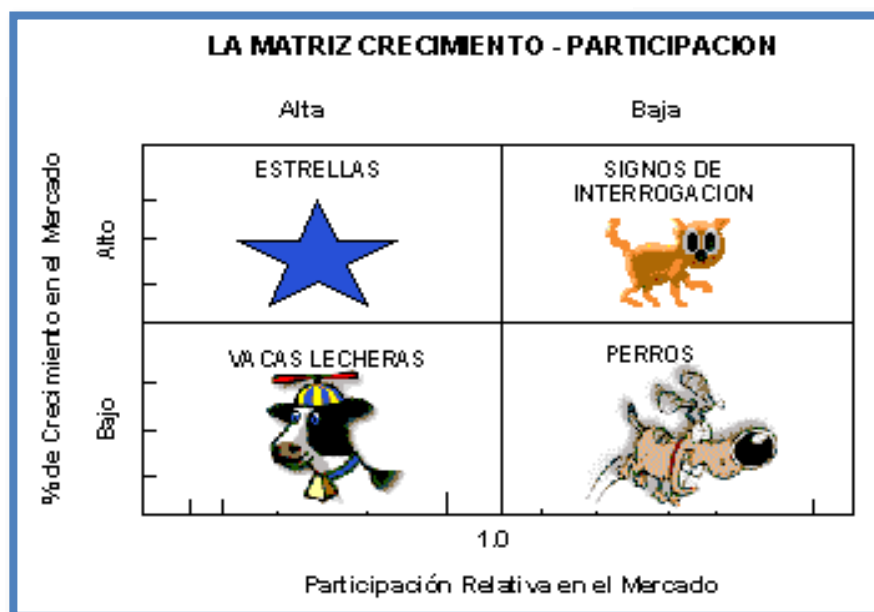 LA MATRIZ CRECIMIENTO - PARTICIPACION
Alta
Baja
ESTRELLAS
SIGNOS DE
INTERROGACION
Alto
VACAS LECHERAS
PERROS
Bajo
% de Crecimiento en el Mercado
1.0
Participación Relativa en el Mercado